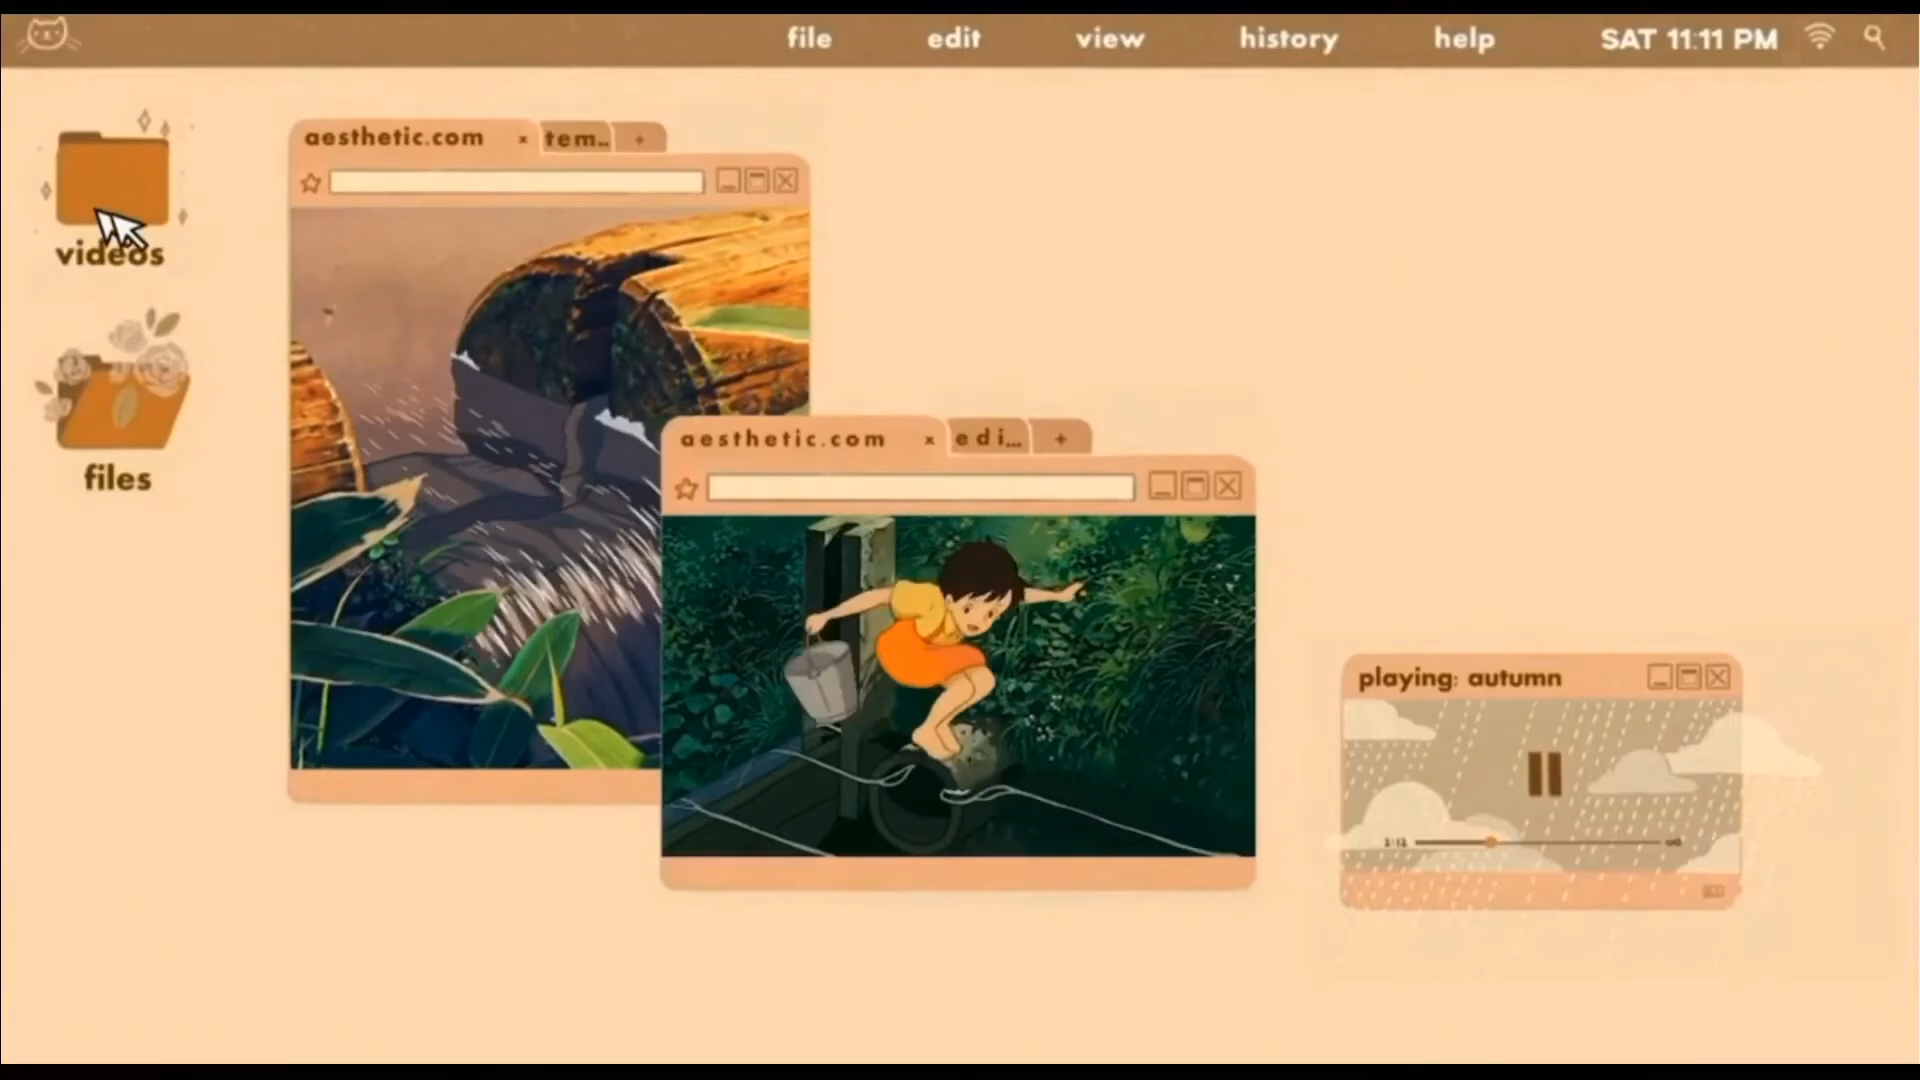 file edit view history help SAT 11:11 PM
aesthetic.com x tem.. +
videos
files
aesthetic.com x edi... +
playing: autumn